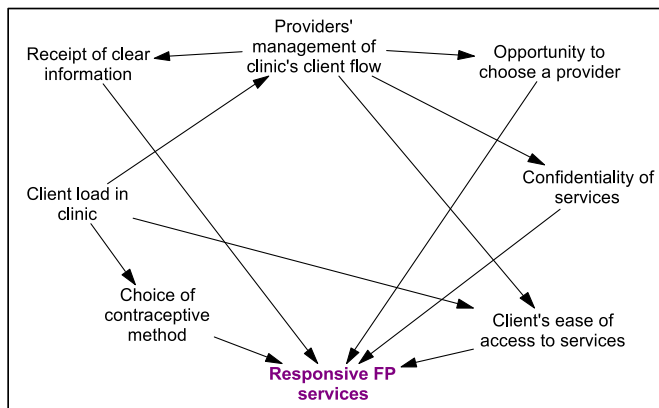 Providers'
management of
clinic's client flow
Receipt of clear
information
Opportunity to
choose a provider
Client load in
clinic
Confidentiality of
services
Choice of
contraceptive
method
Client's ease of
access to services
Responsive FP
services